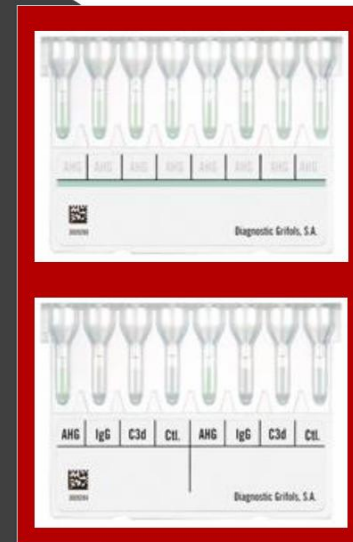 AHG AHG AHG AHG AHG AHG AHG AHG
Diagnostic Grifols, S.A.
AHG IgG C3d Ctl. AHG IgG C3d Ctl.
Diagnostic Grifols, S.A.